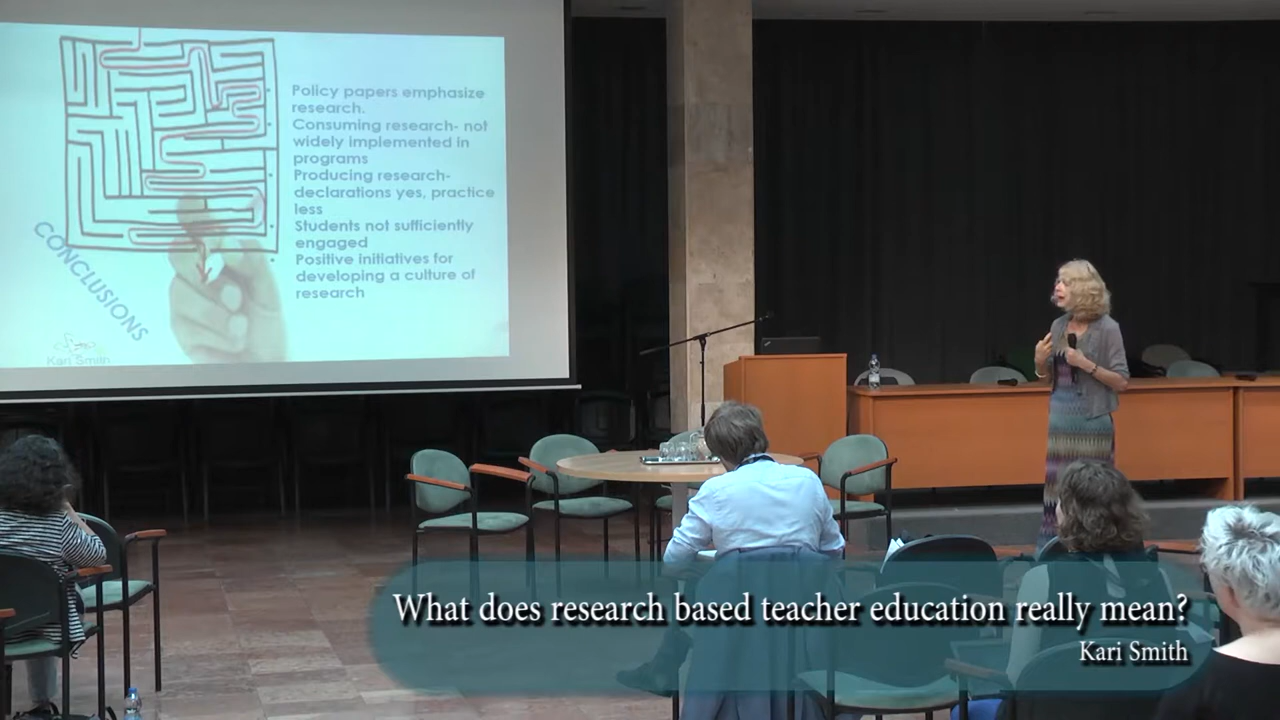 Policy papers emphasize
research.
Consuming research- not
widely implemented in
programs
Producing research-
declarations yes, practice
less
Students not sufficiently
engaged
Positive initiatives for
developing a culture of
research
CONCLUSIONS
Kari Smith
What does research based teacher education really mean?
Kari Smith